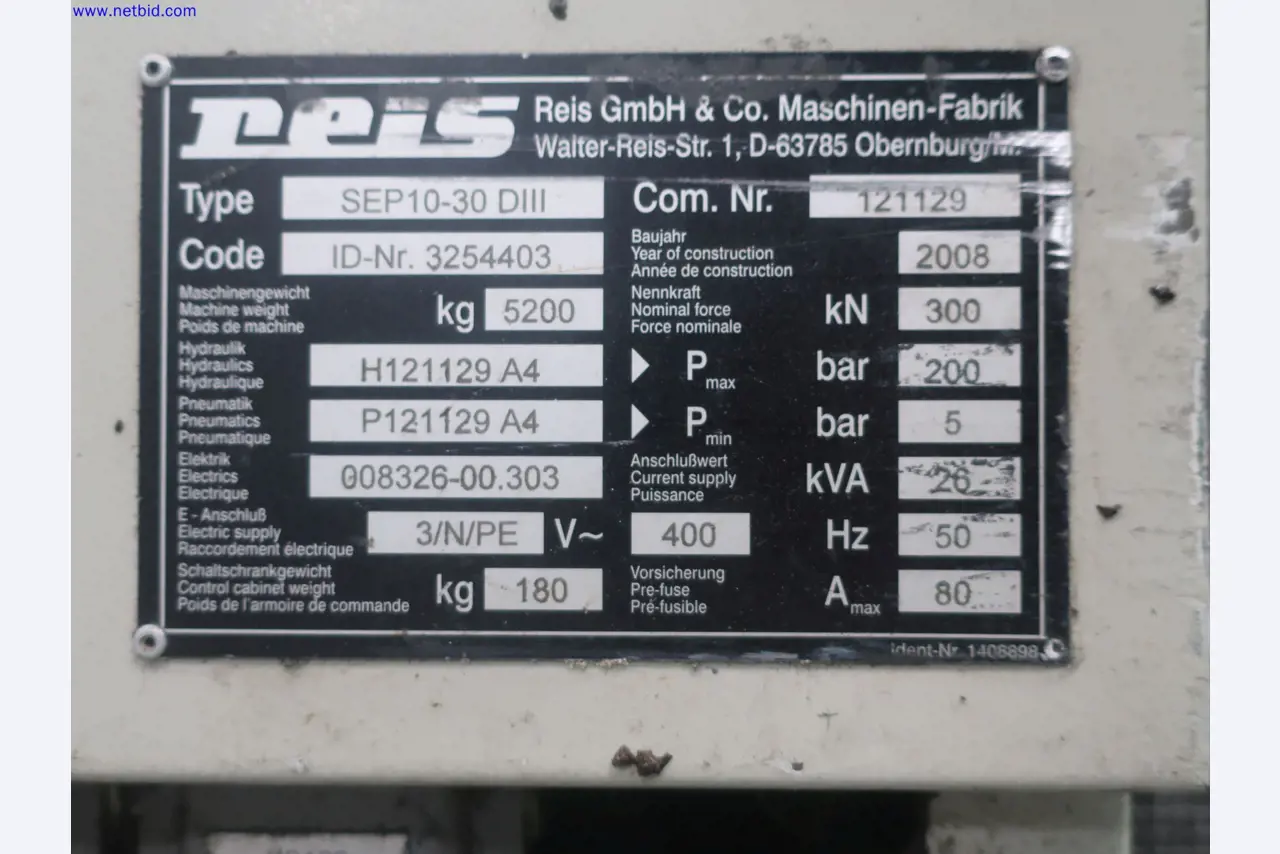 www.netbid.com
reis
Reis GmbH & Co. Maschinen-Fabrik
Walter-Reis-Str. 1, D-63785 Obernburg/M.
Type SEP10-30 DIII
Com. Nr. 121129
Code ID-Nr. 3254403
Baujahr
Year of construction
Année de construction
2008
Maschinengewicht
Machine weight
Poids de machine
kg 5200
Nennkraft
Nominal force
Force nominale
kN 300
Hydraulik
Hydraulics
Hydraulique
H121129 A4
Pmax bar 200
Pneumatik
Pneumatics
Pneumatique
P121129 A4
Pmin bar 5
Elektrik
Electrics
Electrique
008326-00.303
Anschlußwert
Current supply
Puissance
kVA 26
E - Anschluß
Electric supply
Raccordement électrique
3/N/PE V~ 400 Hz 50
Schaltschrankgewicht
Control cabinet weight
Poids de l'armoire de commande
kg 180
Vorsicherung
Pre-fuse
Pré-fusible
Amax 80
Ident-Nr. 1408898